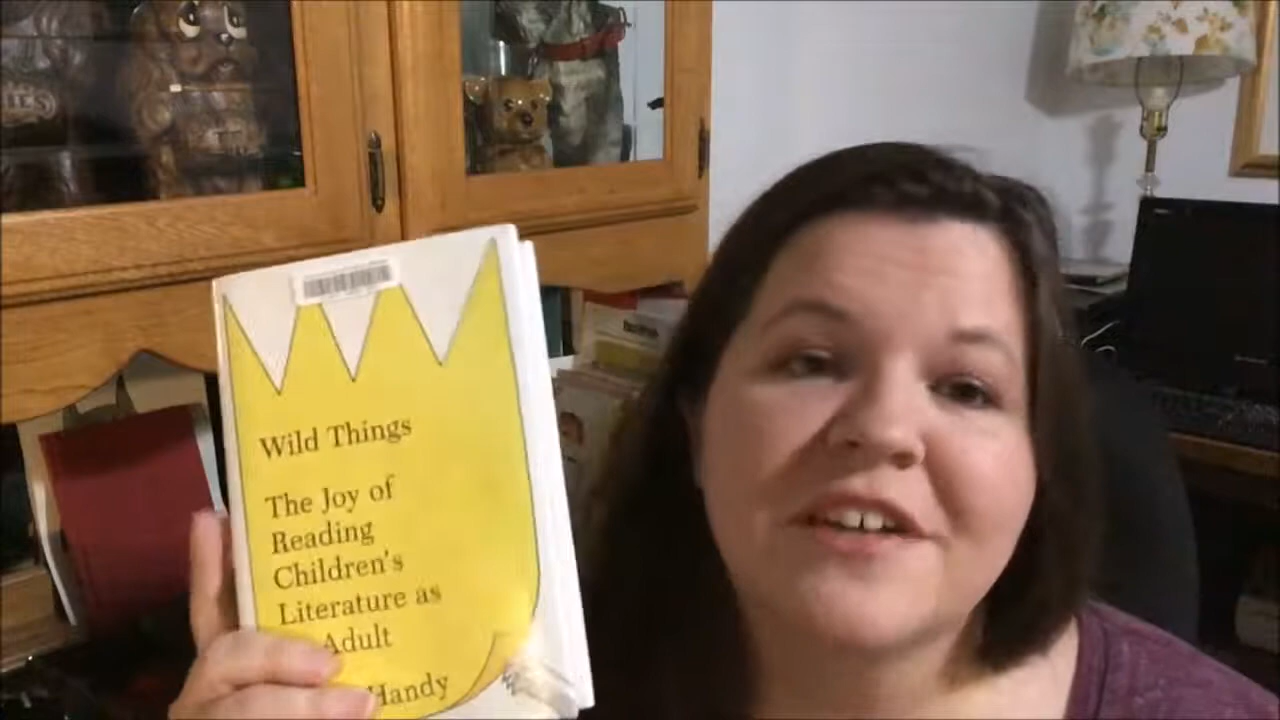 Wild Things
The Joy of
Reading
Children's
Literature as
Adult
Handy